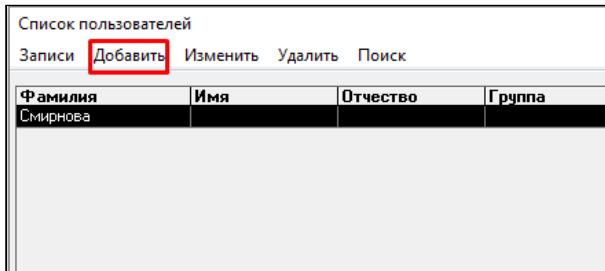 Список пользователей
Записи Добавить Изменить Удалить Поиск
Фамилия Имя Отчество Группа
Смирнова